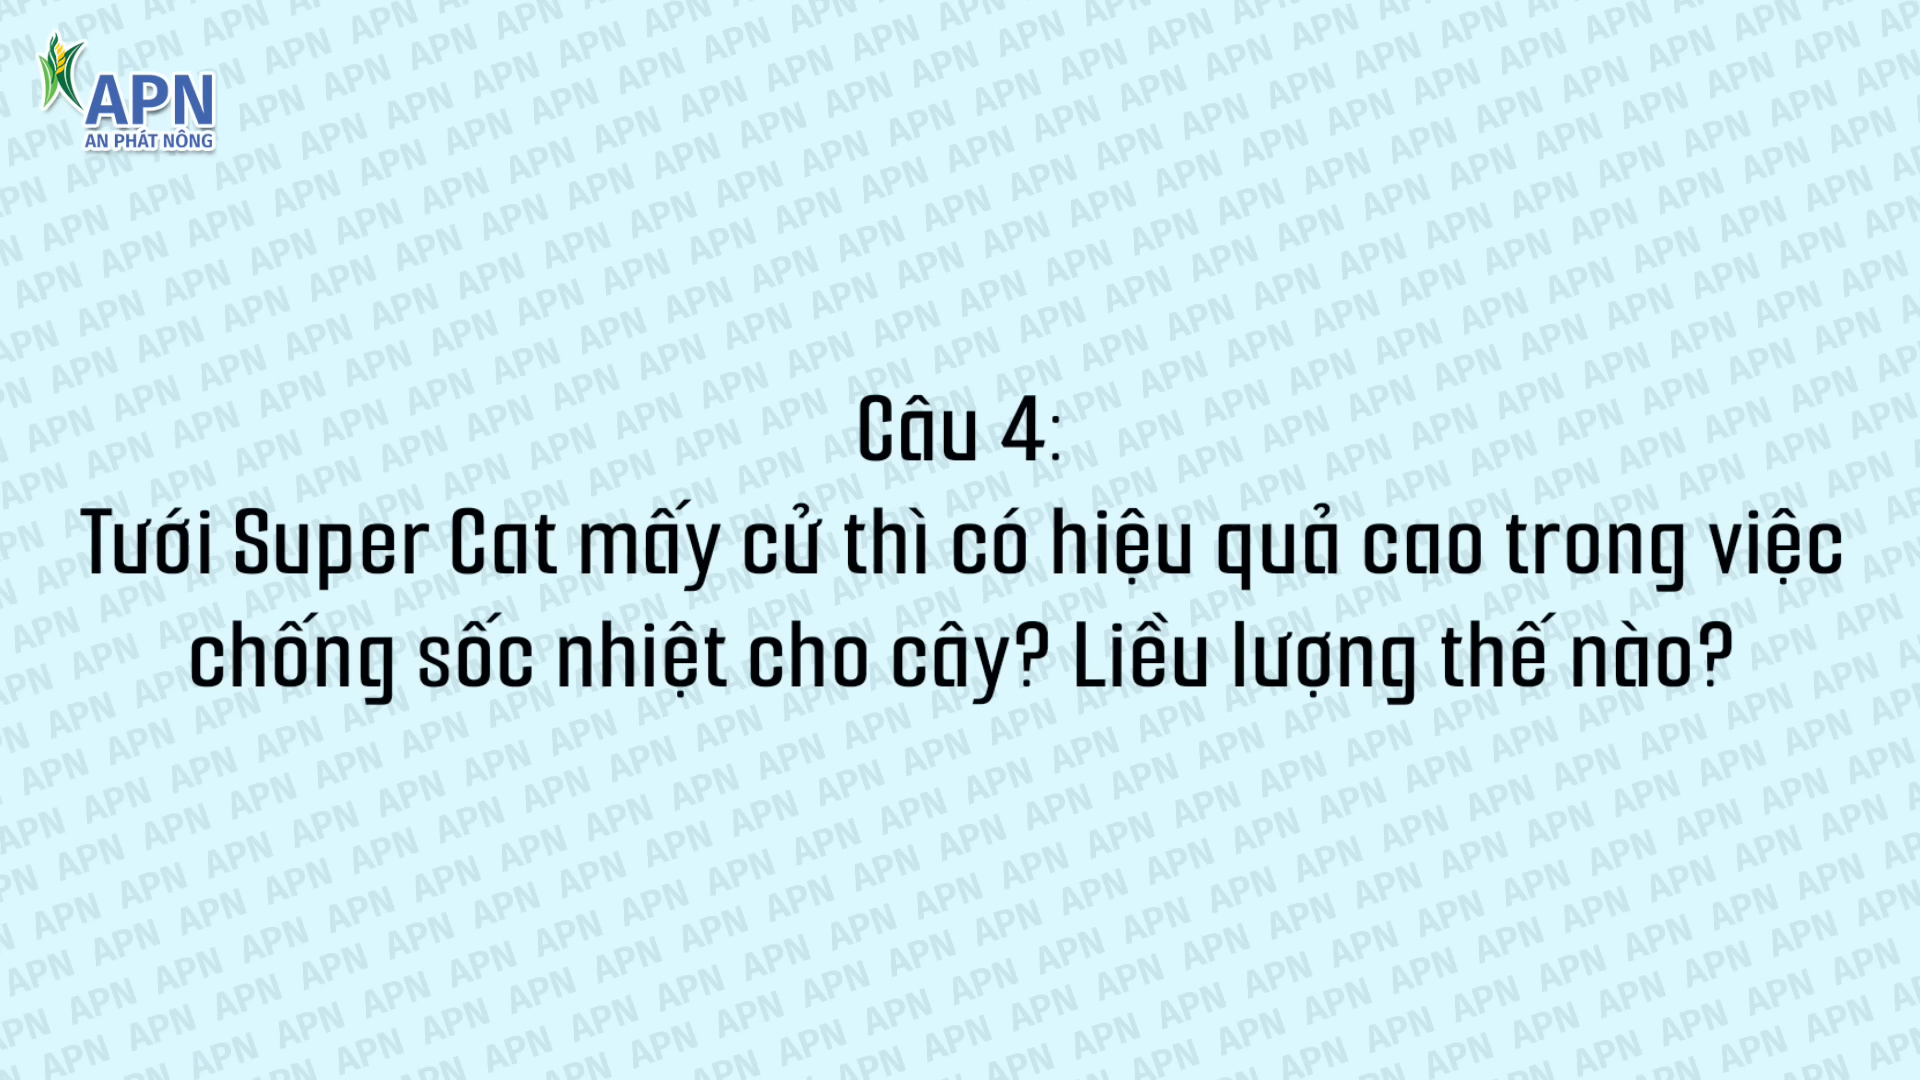 APN
AN PHÁT NÔNG
Câu 4:
Tưới Super Cat mấy cử thì có hiệu quả cao trong việc
chống sốc nhiệt cho cây? Liều lượng thế nào?